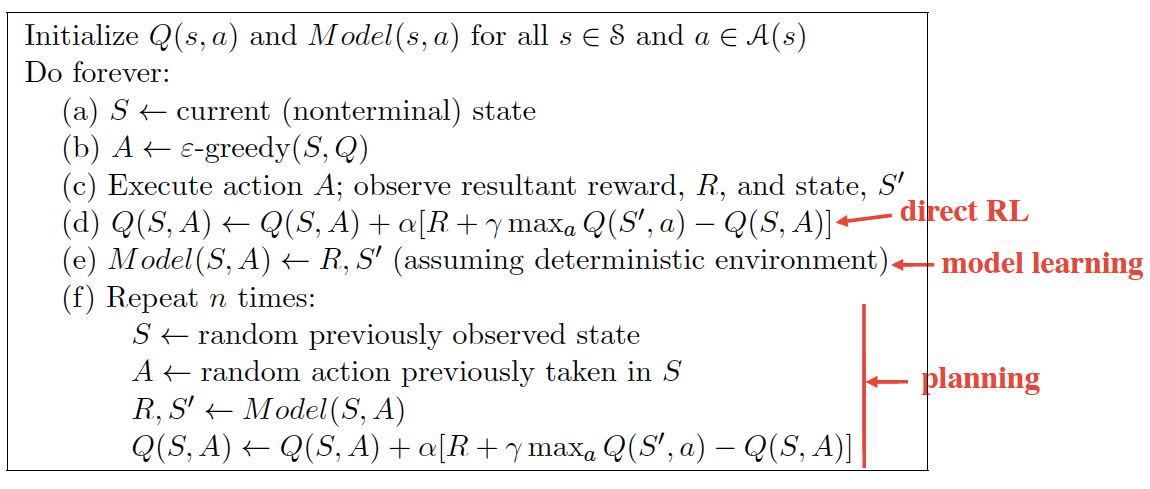 Initialize Q(s, a) and Model(s, a) for all s ∈ 𝒮 and a ∈ 𝒜(s)
Do forever:
(a) S ← current (nonterminal) state
(b) A ← ε-greedy(S, Q)
(c) Execute action A; observe resultant reward, R, and state, S′
(d) Q(S, A) ← Q(S, A) + α[R + γ maxₐ Q(S′, a) − Q(S, A)]
direct RL
(e) Model(S, A) ← R, S′ (assuming deterministic environment)
model learning
(f) Repeat n times:
S ← random previously observed state
A ← random action previously taken in S
planning
R, S′ ← Model(S, A)
Q(S, A) ← Q(S, A) + α[R + γ maxₐ Q(S′, a) − Q(S, A)]